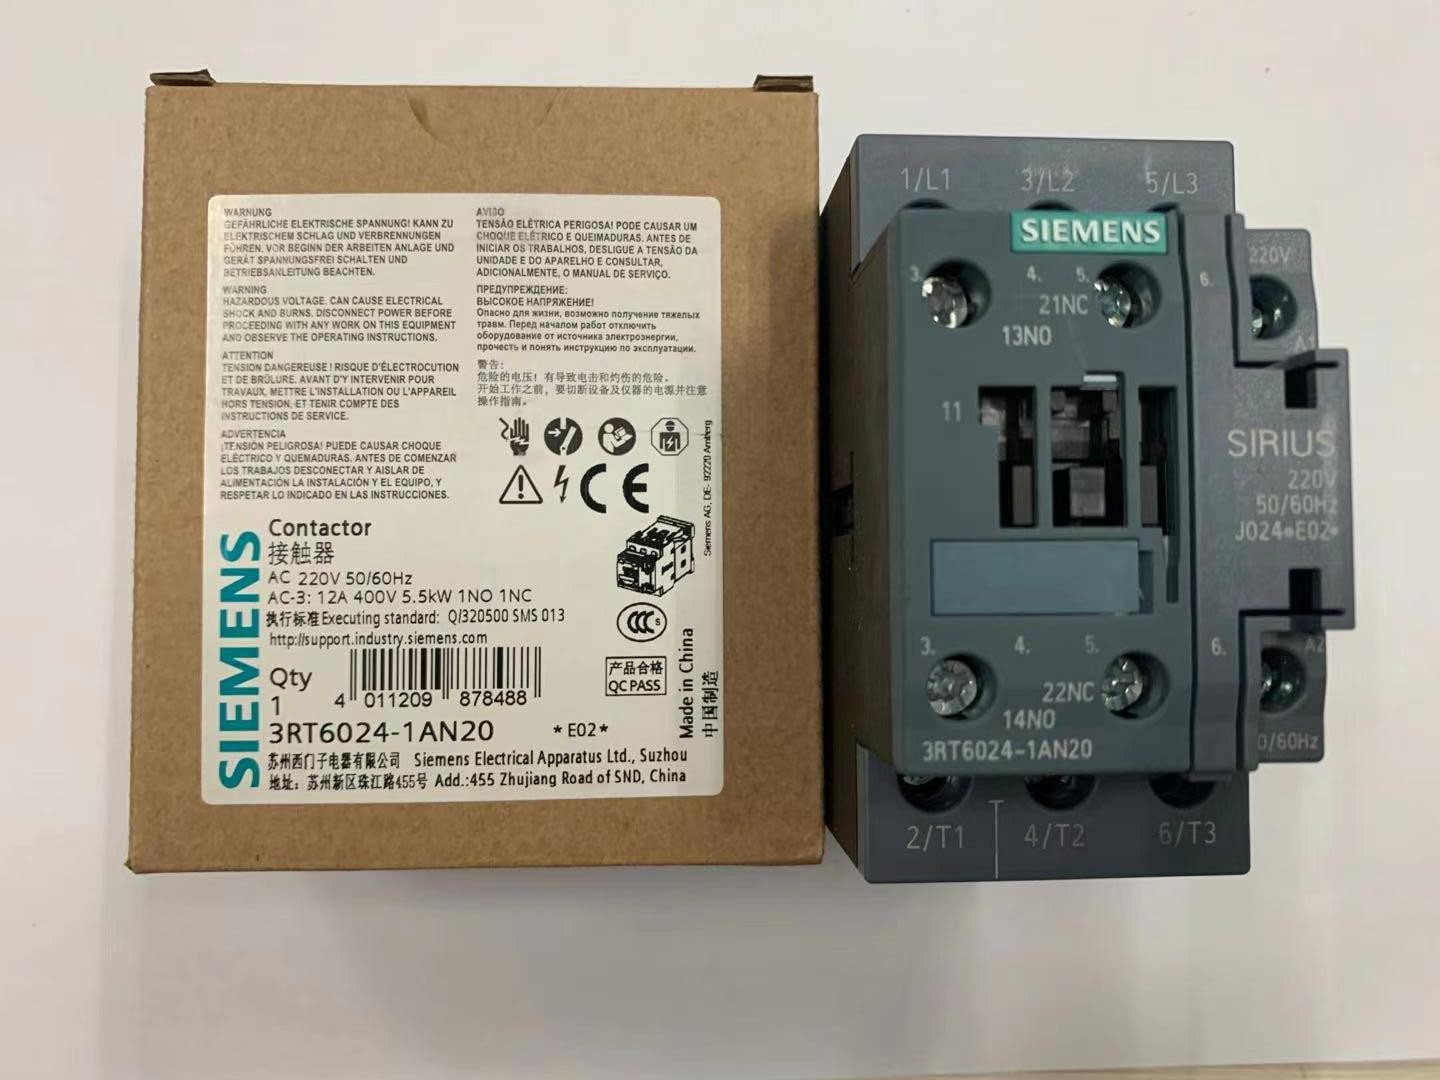 WARNUNG
GEFÄHRLICHE ELEKTRISCHE SPANNUNG! KANN ZU
ELEKTRISCHEM SCHLAG UND VERBRENNUNGEN
FÜHREN. VOR BEGINN DER ARBEITEN ANLAGE UND
GERÄT SPANNUNGSFREI SCHALTEN UND
BETRIEBSANLEITUNG BEACHTEN.
WARNING
HAZARDOUS VOLTAGE. CAN CAUSE ELECTRICAL
SHOCK AND BURNS. DISCONNECT POWER BEFORE
PROCEEDING WITH ANY WORK ON THIS EQUIPMENT
AND OBSERVE THE OPERATING INSTRUCTIONS.
ATTENTION
TENSION DANGEREUSE ! RISQUE D'ÉLECTROCUTION
ET DE BRÛLURE. AVANT D'Y INTERVENIR POUR
TRAVAUX, METTRE L'INSTALLATION OU L'APPAREIL
HORS TENSION, ET TENIR COMPTE DES
INSTRUCTIONS DE SERVICE.
ADVERTENCIA
¡TENSIÓN PELIGROSA! PUEDE CAUSAR CHOQUE
ELÉCTRICO Y QUEMADURAS. ANTES DE COMENZAR
LOS TRABAJOS DESCONECTAR Y AISLAR DE
ALIMENTACIÓN LA INSTALACIÓN Y EL EQUIPO, Y
RESPETAR LO INDICADO EN LAS INSTRUCCIONES.
AVISO
TENSÃO ELÉTRICA PERIGOSA! PODE CAUSAR UM
CHOQUE ELÉTRICO E QUEIMADURAS. ANTES DE
INICIAR OS TRABALHOS, DESLIGUE A TENSÃO DA
UNIDADE E DO APARELHO E CONSULTAR,
ADICIONALMENTE, O MANUAL DE SERVIÇO.
ПРЕДУПРЕЖДЕНИЕ:
ВЫСОКОЕ НАПРЯЖЕНИЕ!
Опасно для жизни, возможно получение тяжелых
травм. Перед началом работ отключить
оборудование от источника электроэнергии,
прочесть и понять инструкцию по эксплуатации.
警告:
危险的电压! 有导致电击和灼伤的危险。
开始工作之前, 要切断设备及仪器的电源并注意
操作指南。
CE
Siemens AG, DE- 92220 Amberg
SIEMENS
Contactor
接触器
AC 220V 50/60Hz
AC-3: 12A 400V 5.5kW 1NO 1NC
执行标准 Executing standard: Q/320500 SMS 013
http://support.industry.siemens.com
CCC S
Qty
1
4 011209 878488
产品合格
QC PASS
Made in China
中国制造
3RT6024-1AN20 *E02*
苏州西门子电器有限公司 Siemens Electrical Apparatus Ltd., Suzhou
地址: 苏州新区珠江路455号 Add.:455 Zhujiang Road of SND, China
1/L1 3/L2 5/L3
SIEMENS
3. 4. 5. 6.
220V
21NC
13NO
A1
11
SIRIUS
220V
50/60Hz
J024*E02*
3. 4. 5. 6.
A2
22NC
14NO
3RT6024-1AN20
0/60Hz
2/T1 4/T2 6/T3